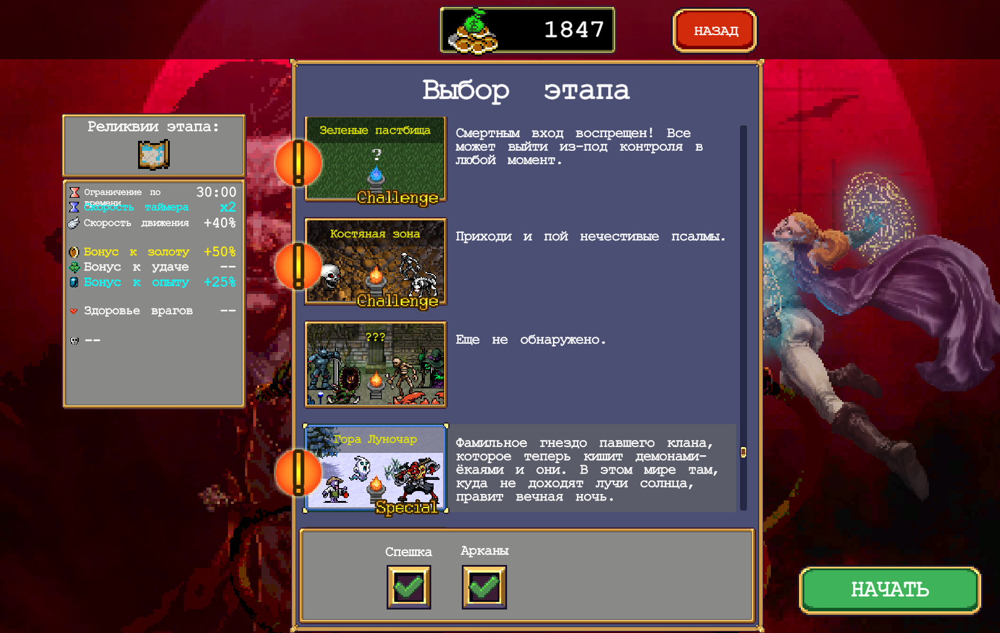 1847
НАЗАД
Выбор этапа
Реликвии этапа:
Ограничение по
времени
30:00
Скорость таймера x2
Скорость движения +40%
Бонус к золоту +50%
Бонус к удаче --
Бонус к опыту +25%
Здоровье врагов --
--
Зеленые пастбища
?
Challenge
Смертным вход воспрещен! Все
может выйти из-под контроля в
любой момент.
Костяная зона
Challenge
Приходи и пой нечестивые псалмы.
???
Еще не обнаружено.
Гора Луночар
Special
Фамильное гнездо павшего клана,
которое теперь кишит демонами-
ёкаями и они. В этом мире там,
куда не доходят лучи солнца,
правит вечная ночь.
Спешка
Арканы
НАЧАТЬ